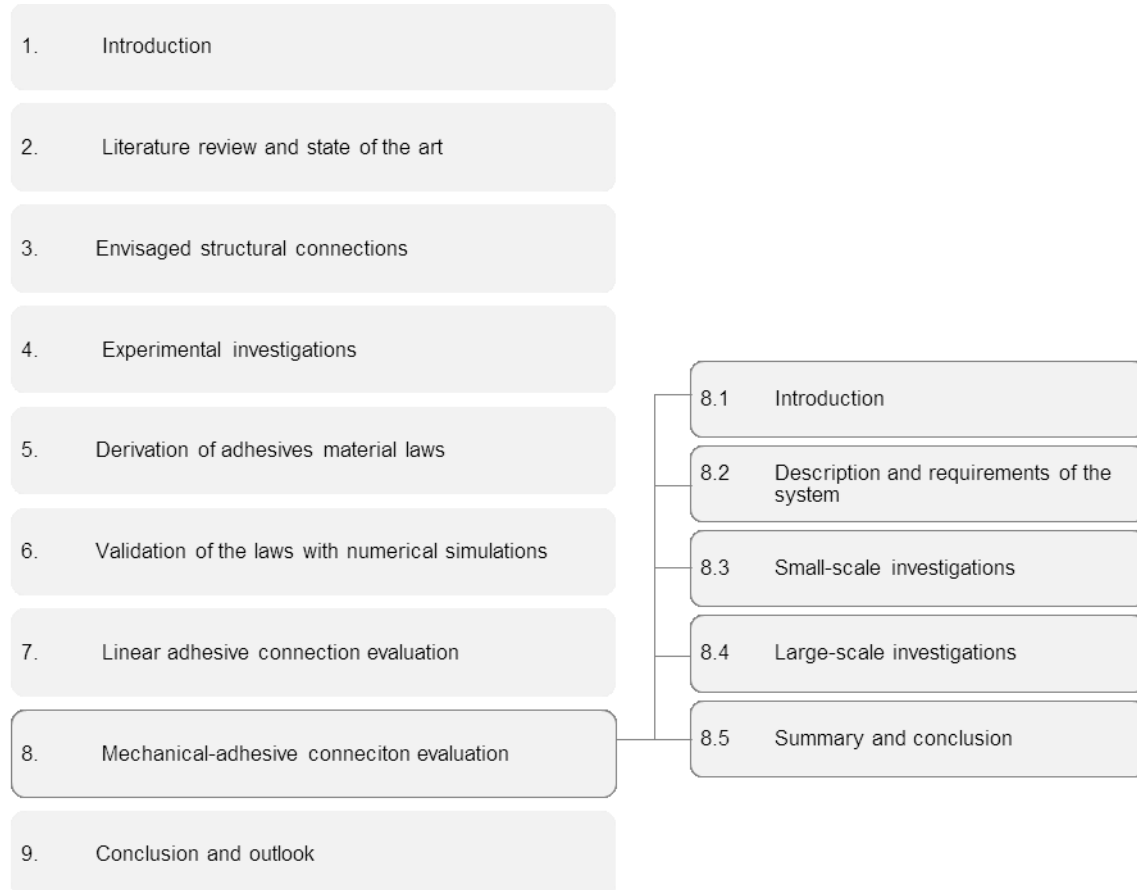 1. Introduction
2. Literature review and state of the art
3. Envisaged structural connections
4. Experimental investigations
5. Derivation of adhesives material laws
6. Validation of the laws with numerical simulations
7. Linear adhesive connection evaluation
8. Mechanical-adhesive conneciton evaluation
9. Conclusion and outlook
8.1 Introduction
8.2 Description and requirements of the
system
8.3 Small-scale investigations
8.4 Large-scale investigations
8.5 Summary and conclusion